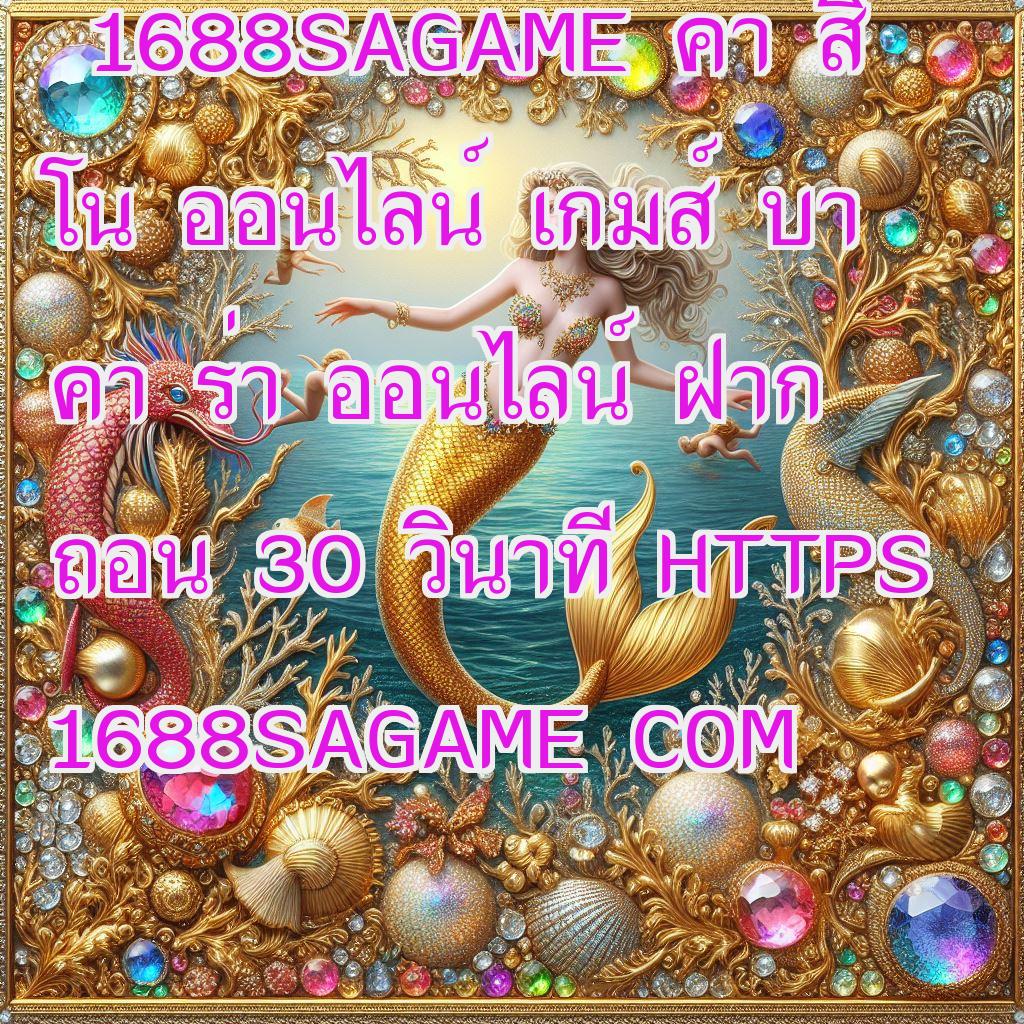 1688SAGAME คา สิ
โน ออนไลน์ เกมส์ บา
คา ร่า ออนไลน์ ฝาก
ถอน 30 วินาที HTTPS
1688SAGAME COM